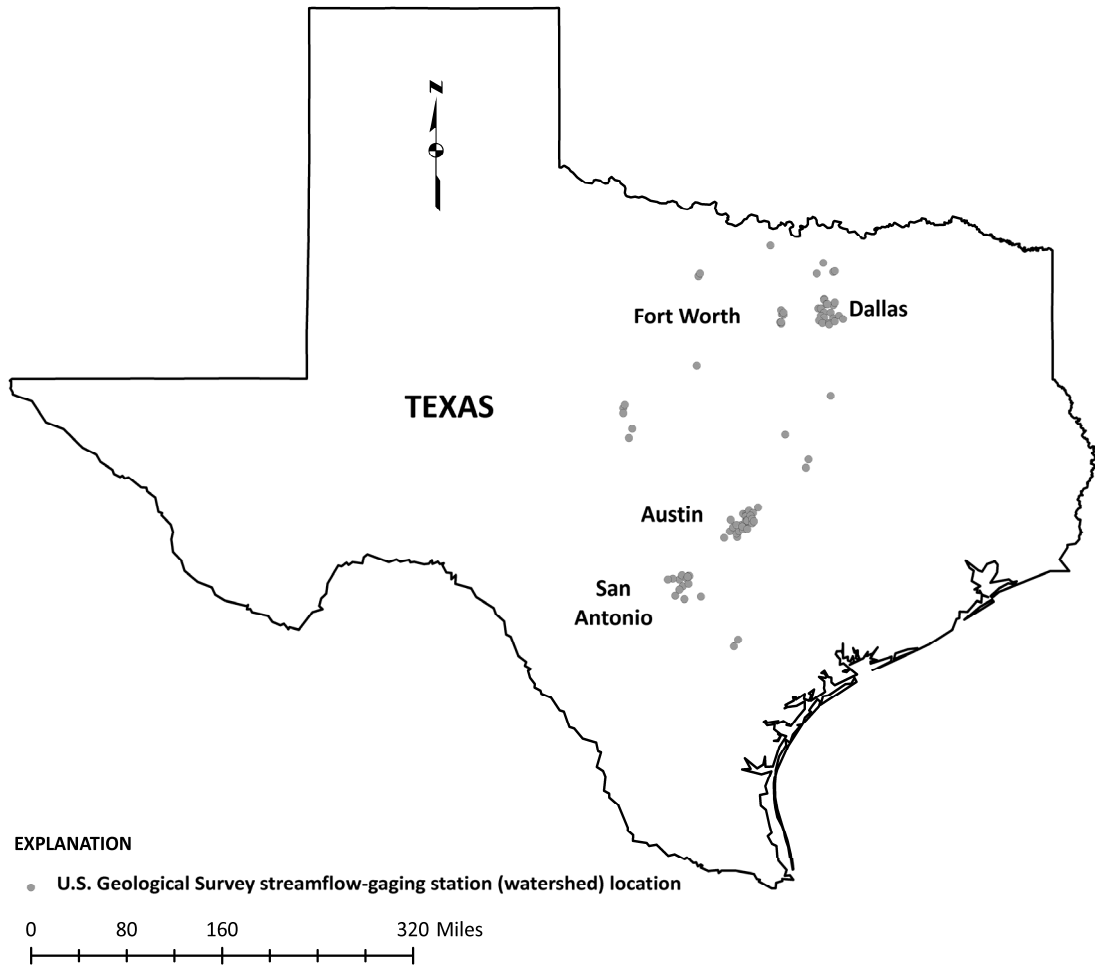 N
Fort Worth
Dallas
TEXAS
Austin
San
Antonio
EXPLANATION
U.S. Geological Survey streamflow-gaging station (watershed) location
0 80 160 320 Miles